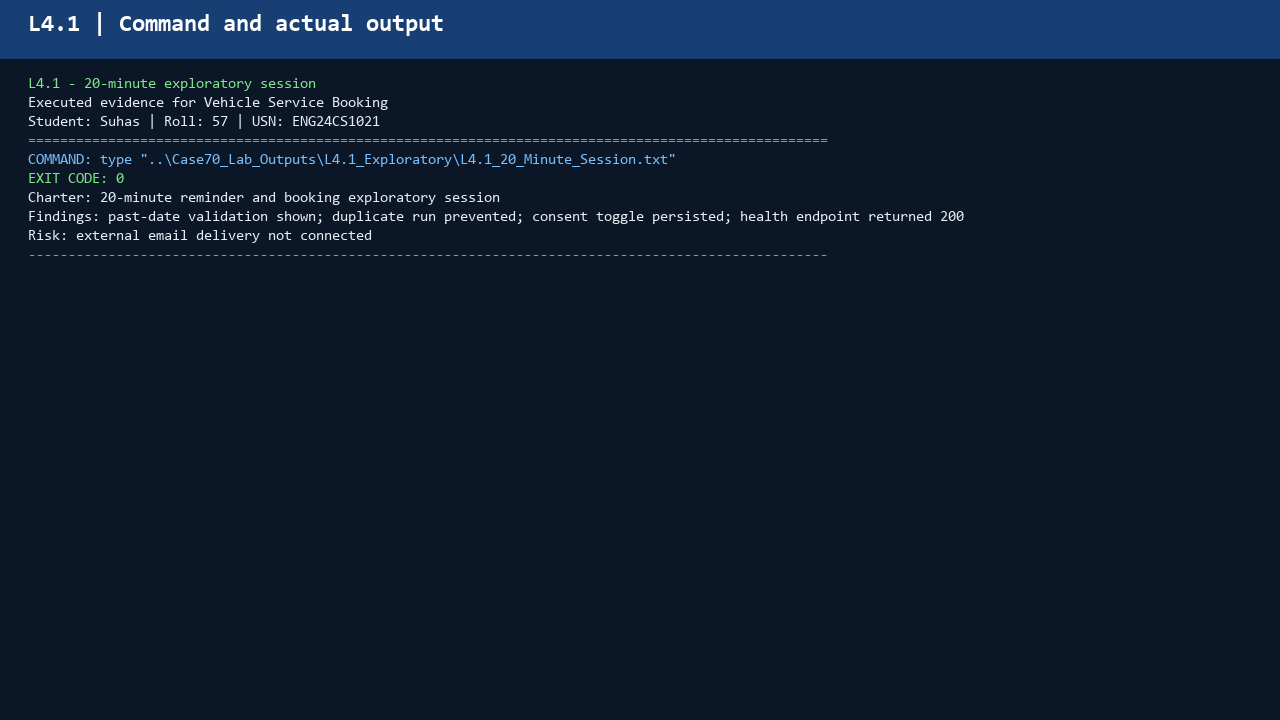 L4.1 | Command and actual output
L4.1 - 20-minute exploratory session
Executed evidence for Vehicle Service Booking
Student: Suhas | Roll: 57 | USN: ENG24CS1021
====================================================================================================
COMMAND: type "..\Case70_Lab_Outputs\L4.1_Exploratory\L4.1_20_Minute_Session.txt"
EXIT CODE: 0
Charter: 20-minute reminder and booking exploratory session
Findings: past-date validation shown; duplicate run prevented; consent toggle persisted; health endpoint returned 200
Risk: external email delivery not connected
----------------------------------------------------------------------------------------------------